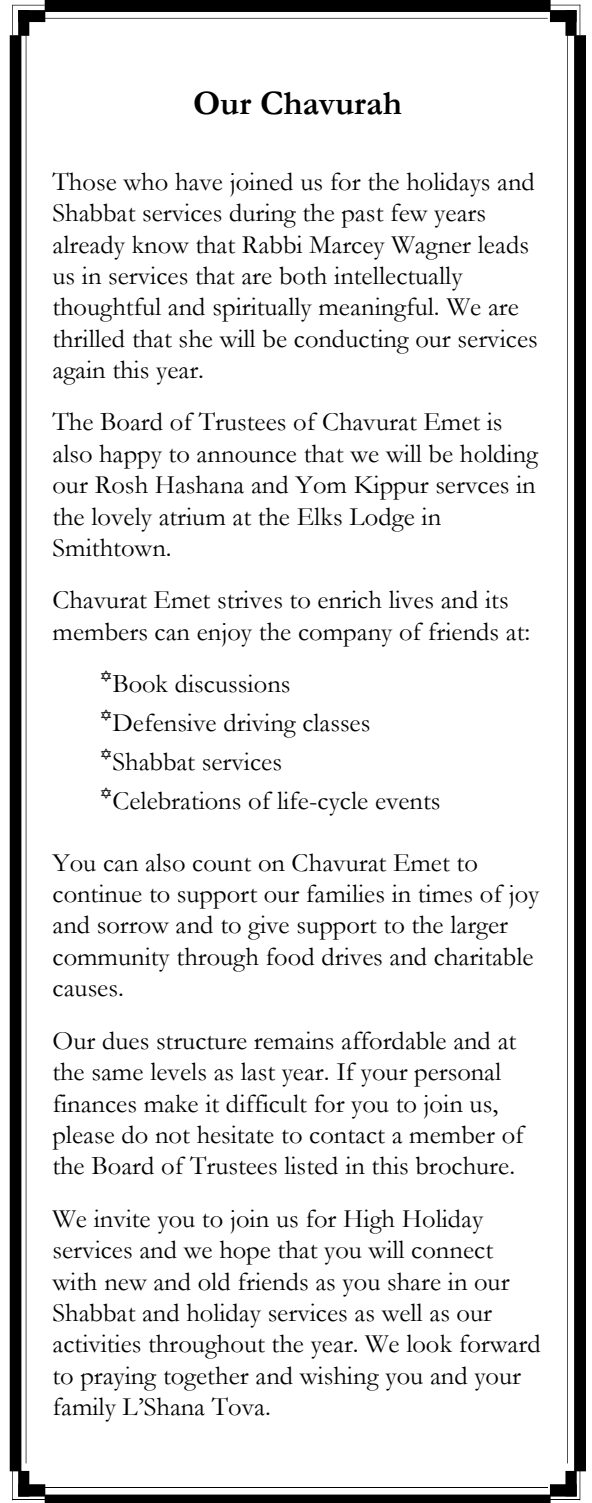 Our Chavurah
Those who have joined us for the holidays and
Shabbat services during the past few years
already know that Rabbi Marcey Wagner leads
us in services that are both intellectually
thoughtful and spiritually meaningful. We are
thrilled that she will be conducting our services
again this year.
The Board of Trustees of Chavurat Emet is
also happy to announce that we will be holding
our Rosh Hashana and Yom Kippur servces in
the lovely atrium at the Elks Lodge in
Smithtown.
Chavurat Emet strives to enrich lives and its
members can enjoy the company of friends at:
✡Book discussions
✡Defensive driving classes
✡Shabbat services
✡Celebrations of life-cycle events
You can also count on Chavurat Emet to
continue to support our families in times of joy
and sorrow and to give support to the larger
community through food drives and charitable
causes.
Our dues structure remains affordable and at
the same levels as last year. If your personal
finances make it difficult for you to join us,
please do not hesitate to contact a member of
the Board of Trustees listed in this brochure.
We invite you to join us for High Holiday
services and we hope that you will connect
with new and old friends as you share in our
Shabbat and holiday services as well as our
activities throughout the year. We look forward
to praying together and wishing you and your
family L’Shana Tova.